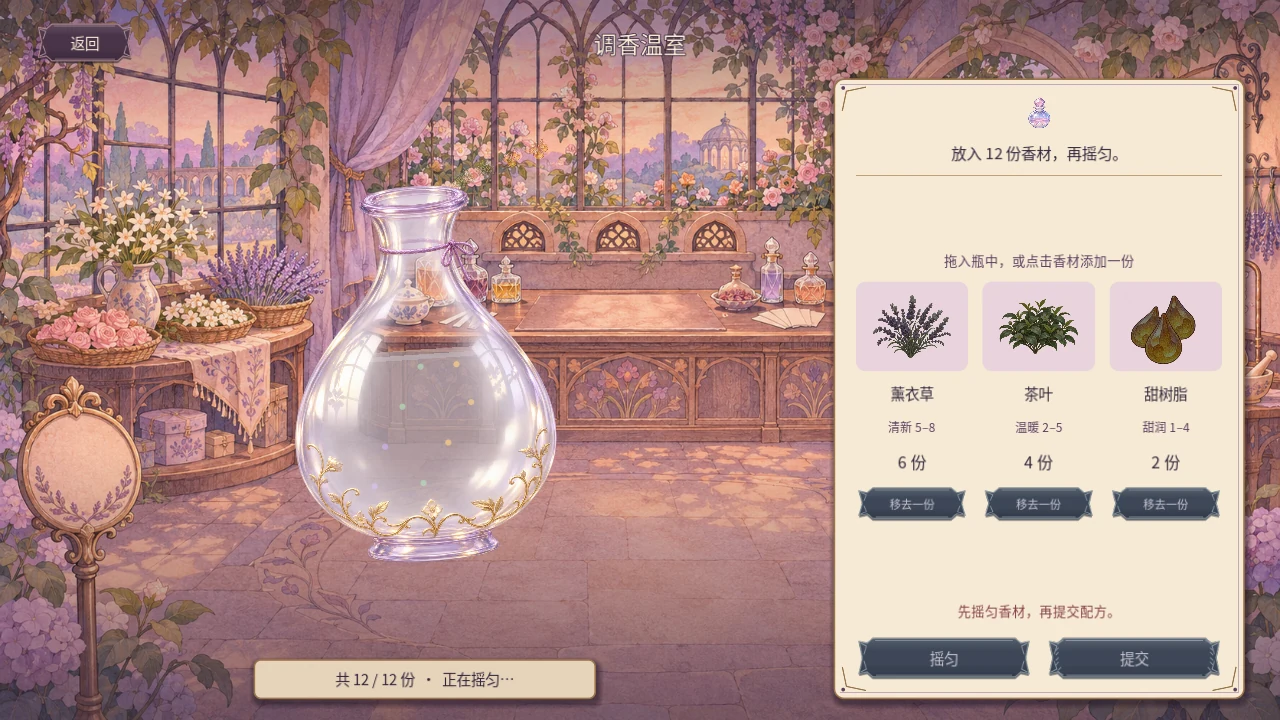 返回
调香温室
放入 12 份香材，再摇匀。
拖入瓶中，或点击香材添加一份
薰衣草 茶叶 甜树脂
清新 5–8 温暖 2–5 甜润 1–4
6 份 4 份 2 份
移去一份 移去一份 移去一份
先摇匀香材，再提交配方。
摇匀 提交
共 12 / 12 份 · 正在摇匀…